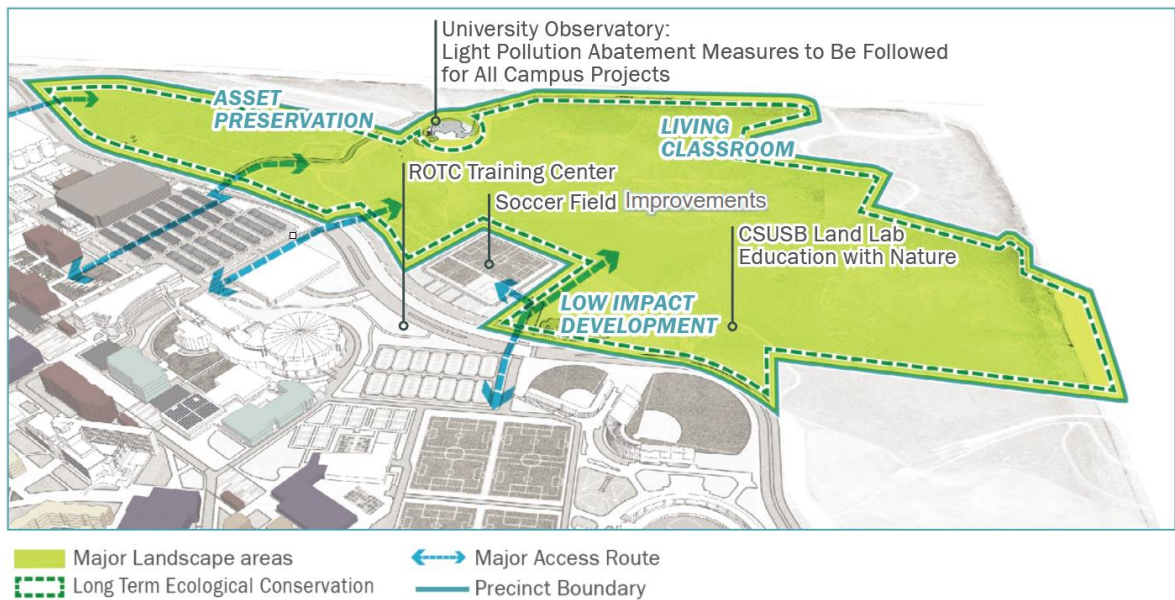 University Observatory:
Light Pollution Abatement Measures to Be Followed
for All Campus Projects
ASSET
PRESERVATION
LIVING
CLASSROOM
ROTC Training Center
Soccer Field Improvements
CSUSB Land Lab
Education with Nature
LOW IMPACT
DEVELOPMENT
Major Landscape areas
Major Access Route
Long Term Ecological Conservation
Precinct Boundary